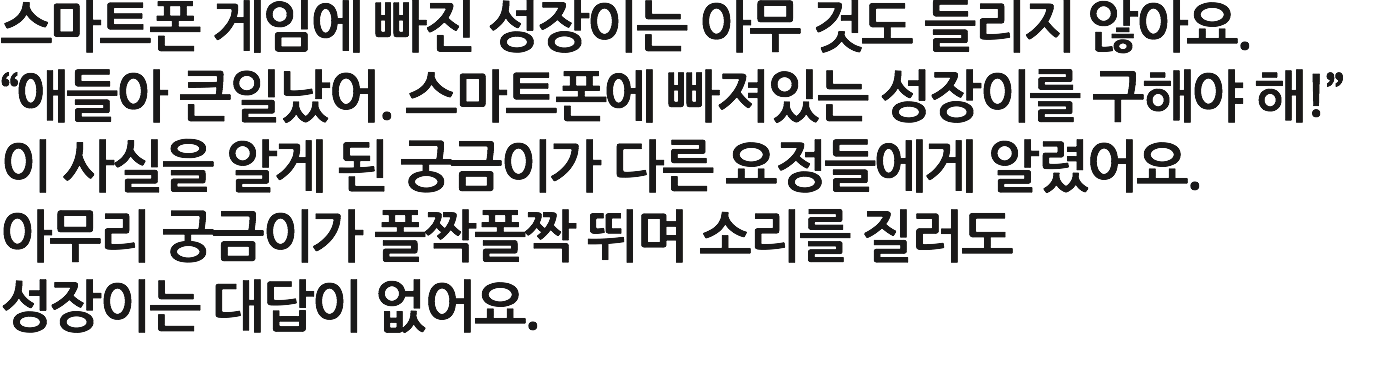 스마트폰 게임에 빠진 성장이는 아무 것도 들리지 않아요.
“애들아 큰일났어. 스마트폰에 빠져있는 성장이를 구해야 해!”
이 사실을 알게 된 궁금이가 다른 요정들에게 알렸어요.
아무리 궁금이가 폴짝폴짝 뛰며 소리를 질러도
성장이는 대답이 없어요.